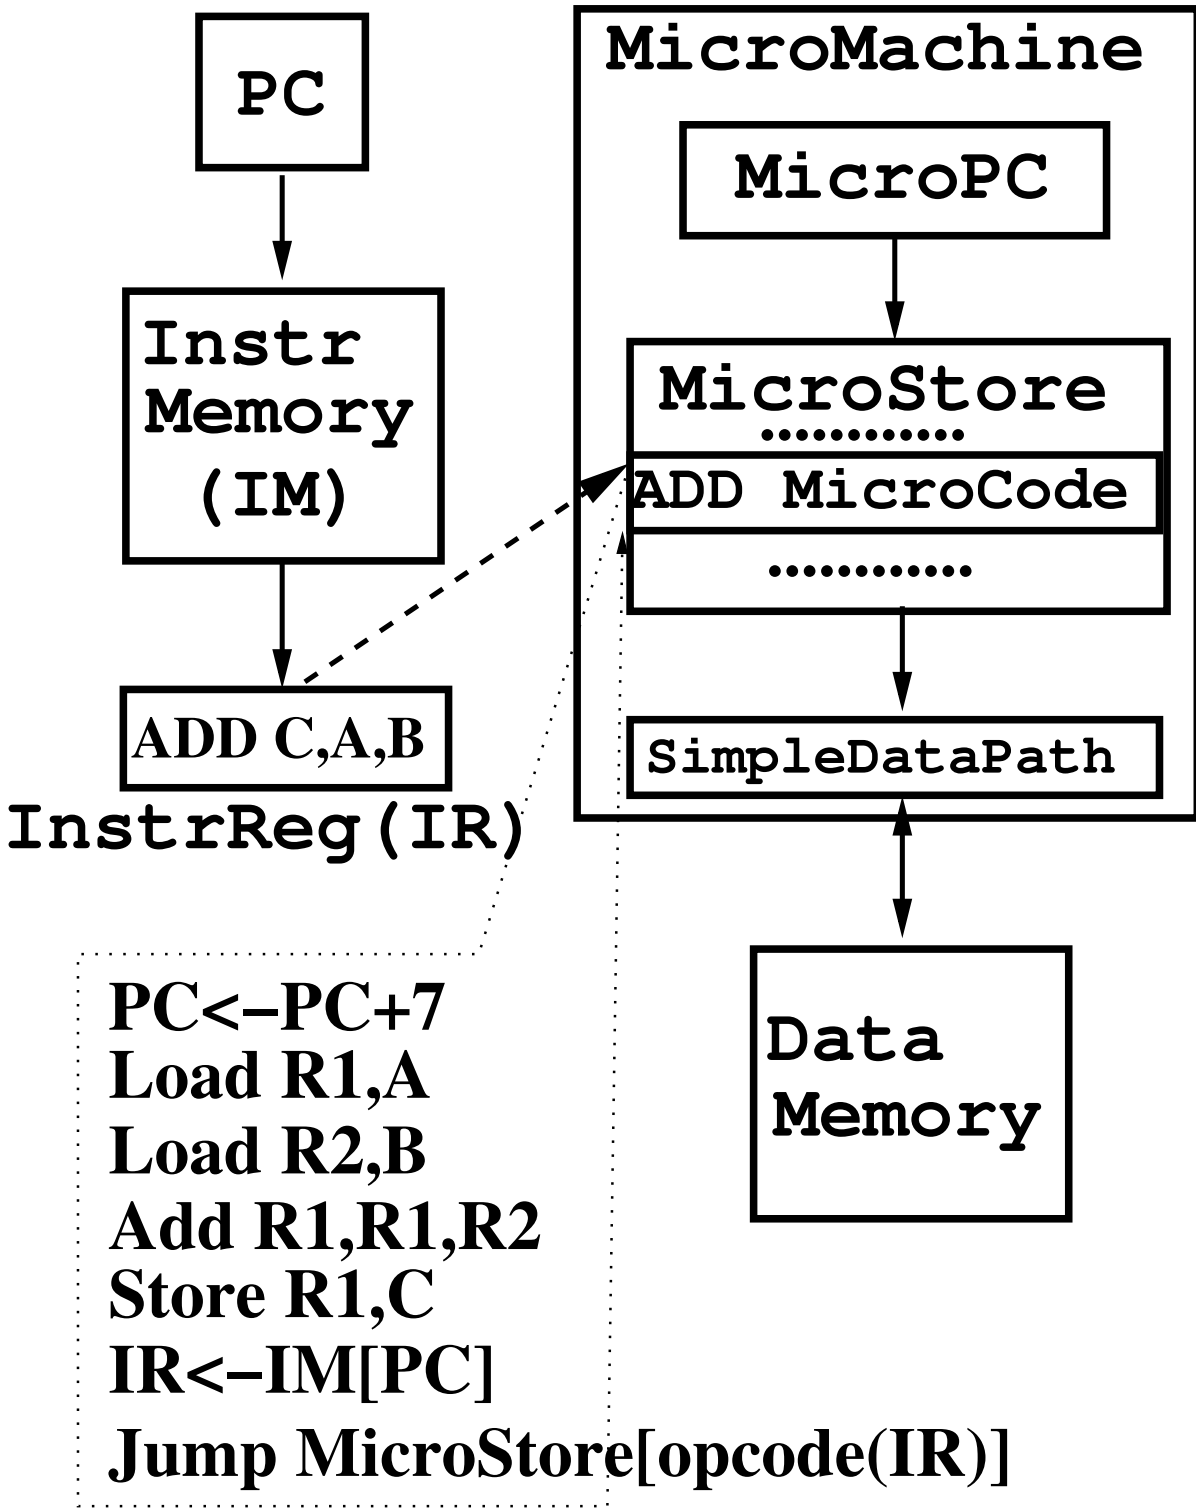 PC
Instr
Memory
(IM)
ADD C,A,B
InstrReg(IR)
MicroMachine
MicroPC
MicroStore
ADD MicroCode
SimpleDataPath
Data
Memory
PC<–PC+7
Load R1,A
Load R2,B
Add R1,R1,R2
Store R1,C
IR<–IM[PC]
Jump MicroStore[opcode(IR)]